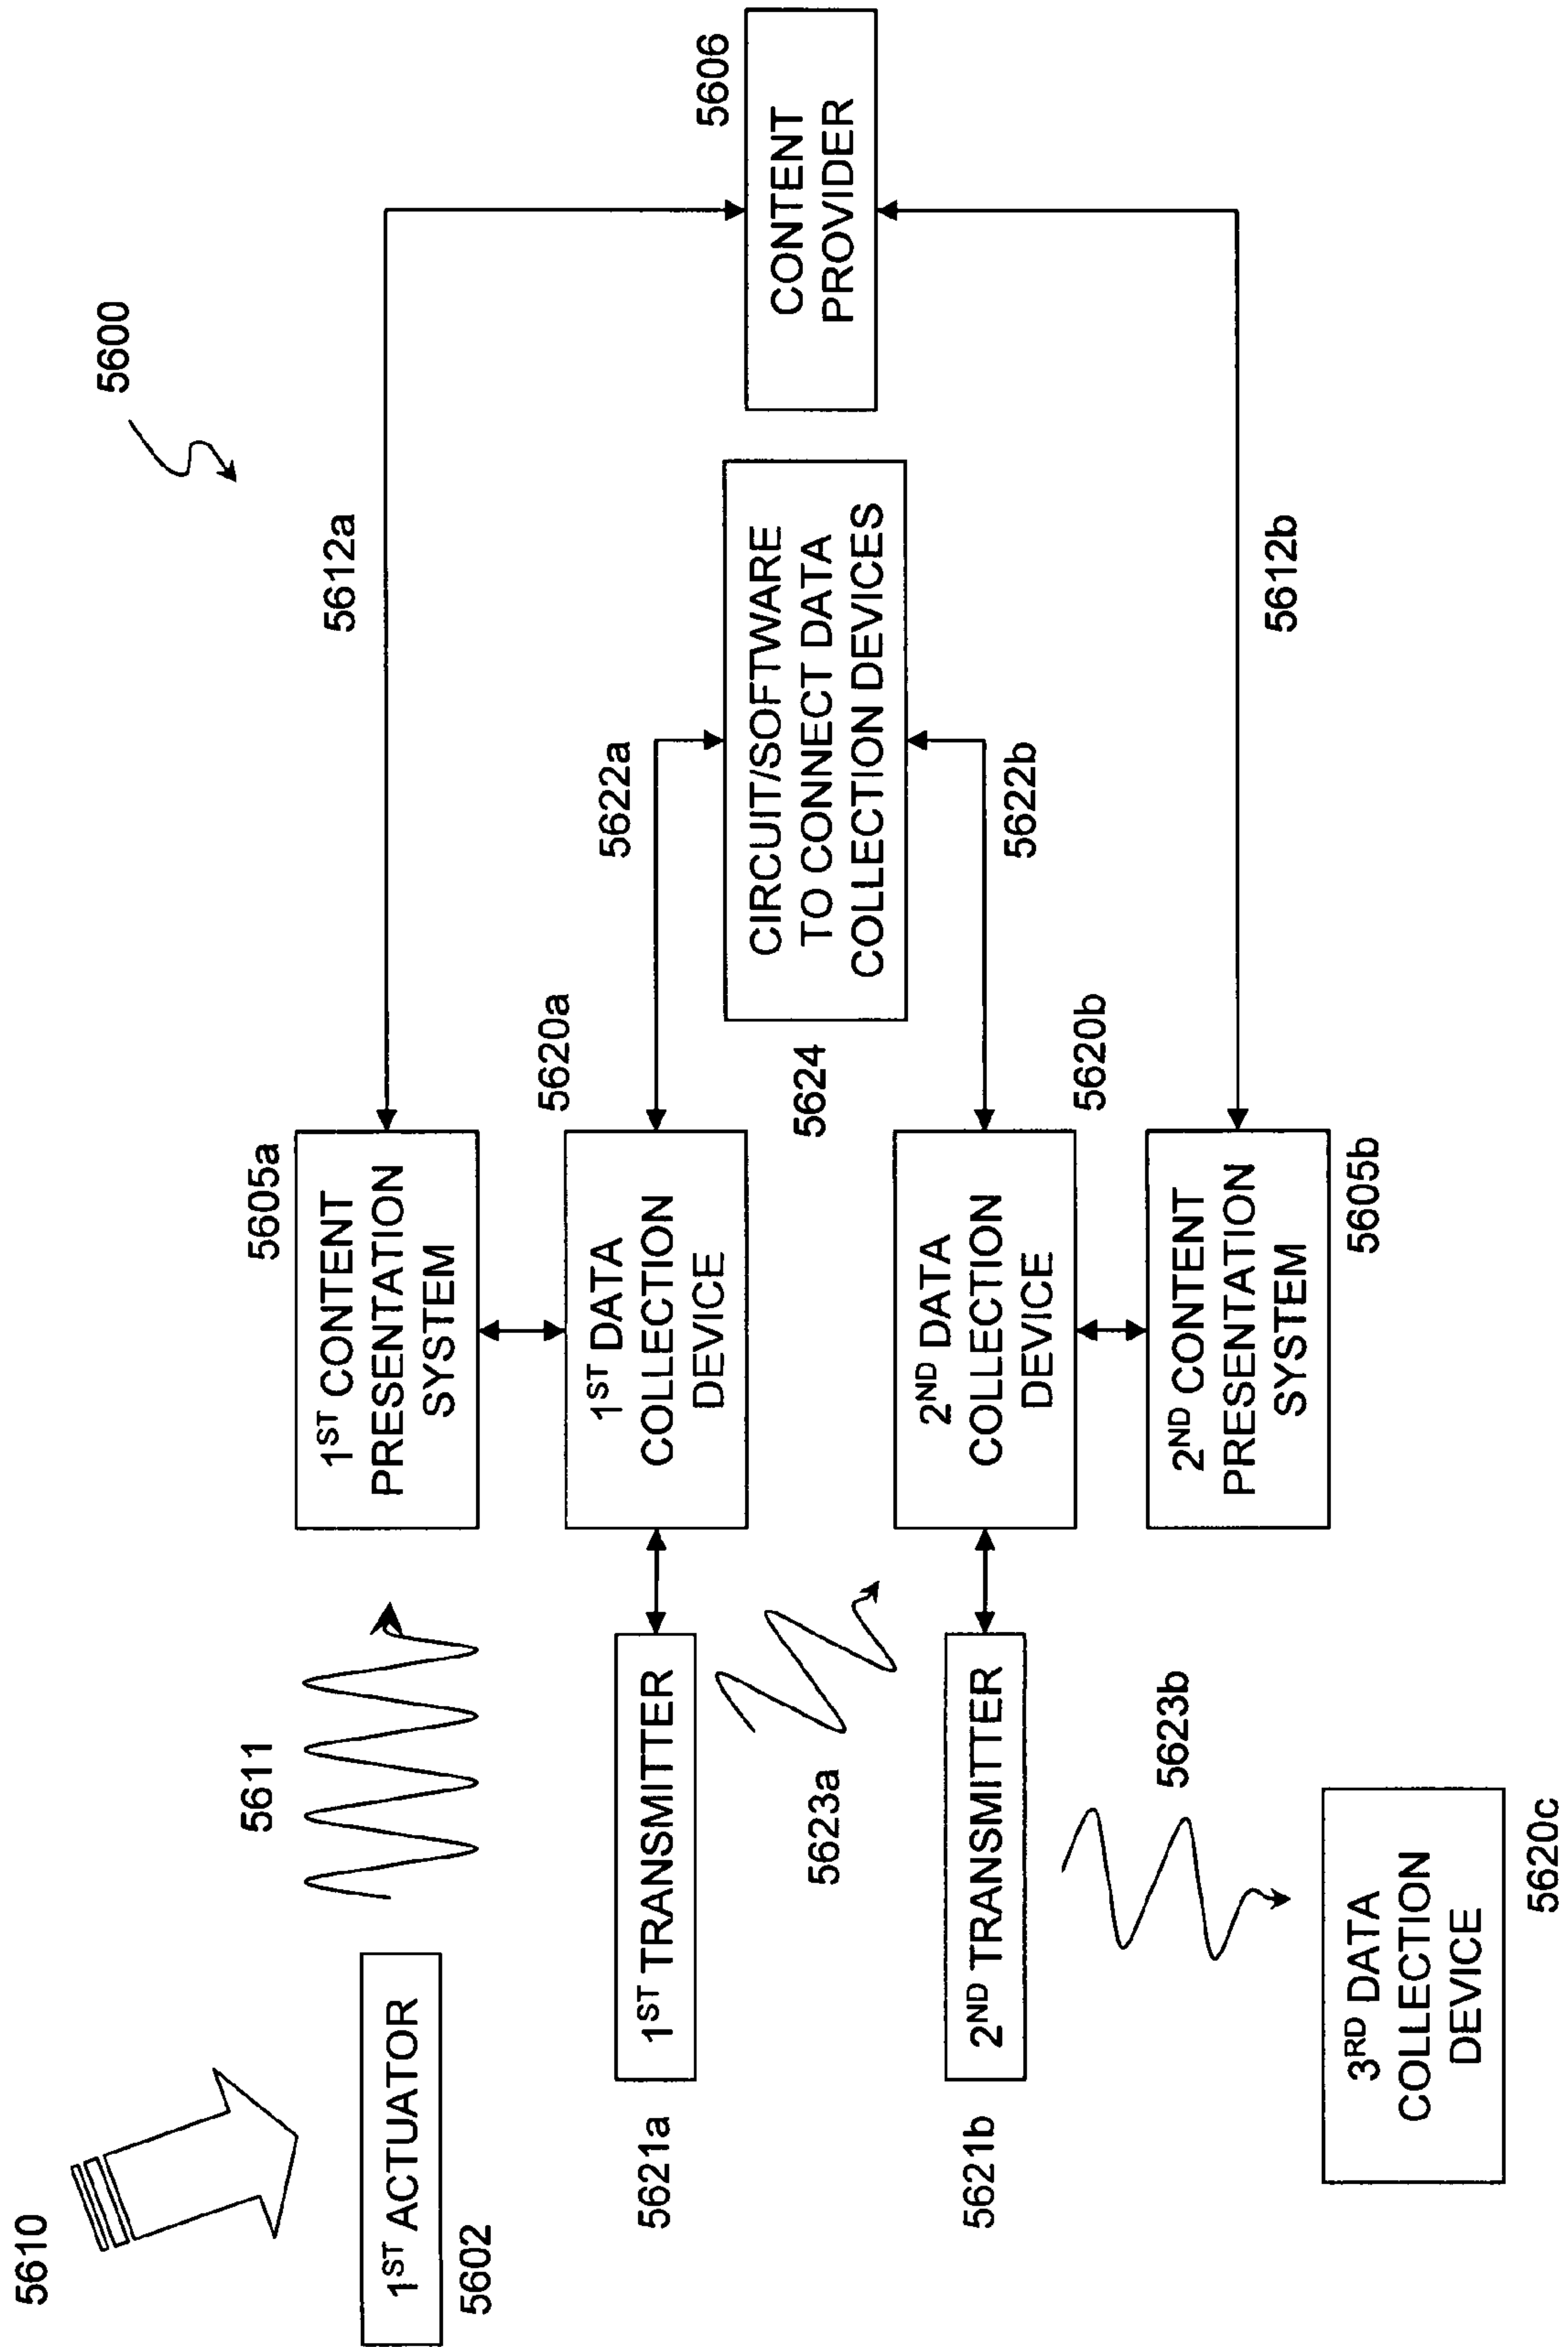 5600
5610
5611
5605a
5612a
1ST ACTUATOR
5602
1ST CONTENT
PRESENTATION
SYSTEM
5620a
5622a
5606
1ST TRANSMITTER
5621a
1ST DATA
COLLECTION
DEVICE
CIRCUIT/SOFTWARE
TO CONNECT DATA
COLLECTION DEVICES
5624
CONTENT
PROVIDER
5623a
2ND TRANSMITTER
5621b
2ND DATA
COLLECTION
DEVICE
5620b
5622b
5623b
2ND CONTENT
PRESENTATION
SYSTEM
5605b
5612b
3RD DATA
COLLECTION
DEVICE
5620c